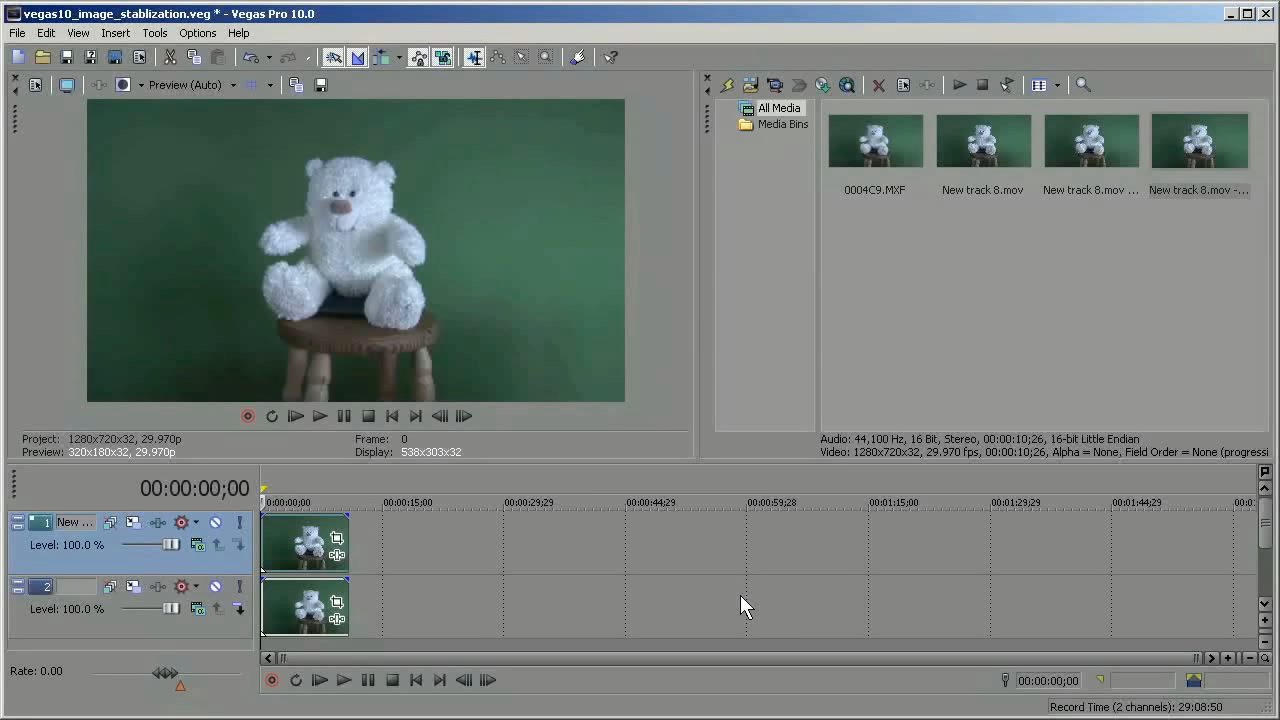 vegas10_image_stablization.veg * - Vegas Pro 10.0
File Edit View Insert Tools Options Help
Preview (Auto)
All Media
Media Bins
0004C9.MXF New track 8.mov New track 8.mov ... New track 8.mov -...
Project: 1280x720x32, 29.970p Frame: 0
Preview: 320x180x32, 29.970p Display: 538x303x32
Audio: 44,100 Hz, 16 Bit, Stereo, 00:00:10;26, 16-bit Little Endian
Video: 1280x720x32, 29.970 fps, 00:00:10;26, Alpha = None, Field Order = None (progressi
00:00:00;00
0:00:00;00 00:00:15;00 00:00:29;29 00:00:44;29 00:00:59;28 00:01:15;00 00:01:29;29 00:01:44;29 00:0
1 New ...
Level: 100.0 %
2
Level: 100.0 %
Rate: 0.00
00:00:00;00
Record Time (2 channels): 29:08:50